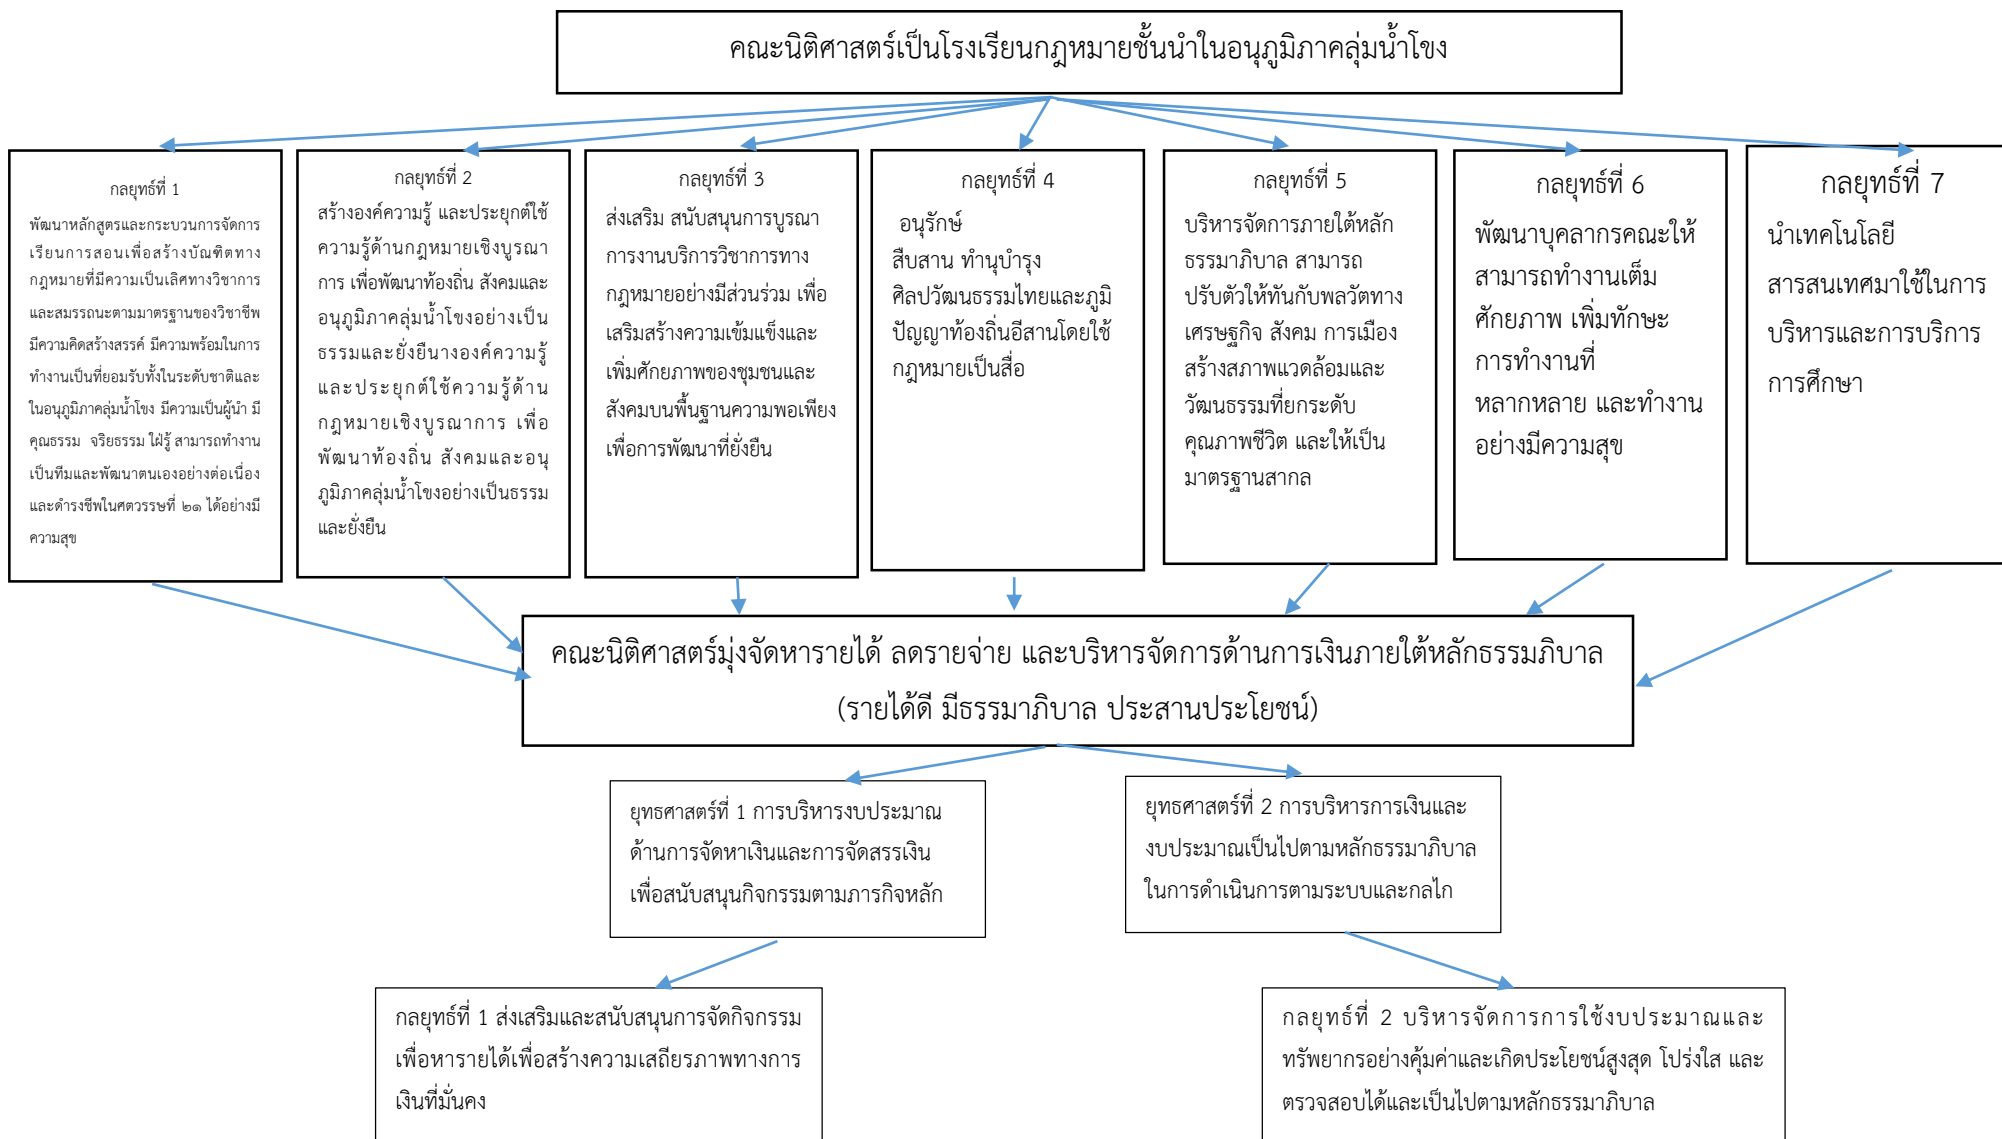 คณะนิติศาสตร์เป็นโรงเรียนกฎหมายชั้นนำในอนุภูมิภาคลุ่มน้ำโขง
กลยุทธ์ที่ 1
พัฒนาหลักสูตรและกระบวนการจัดการ
เรียนการสอนเพื่อสร้างบัณฑิตทาง
กฎหมายที่มีความเป็นเลิศทางวิชาการ
และสมรรถนะตามมาตรฐานของวิชาชีพ
มีความคิดสร้างสรรค์ มีความพร้อมในการ
ทำงานเป็นที่ยอมรับทั้งในระดับชาติและ
ในอนุภูมิภาคลุ่มน้ำโขง มีความเป็นผู้นำ มี
คุณธรรม จริยธรรม ใฝ่รู้ สามารถทำงาน
เป็นทีมและพัฒนาตนเองอย่างต่อเนื่อง
และดำรงชีพในศตวรรษที่ ๒๑ ได้อย่างมี
ความสุข
กลยุทธ์ที่ 2
สร้างองค์ความรู้ และประยุกต์ใช้
ความรู้ด้านกฎหมายเชิงบูรณา
การ เพื่อพัฒนาท้องถิ่น สังคมและ
อนุภูมิภาคลุ่มน้ำโขงอย่างเป็น
ธรรมและยั่งยืนางองค์ความรู้
และประยุกต์ใช้ความรู้ด้าน
กฎหมายเชิงบูรณาการ เพื่อ
พัฒนาท้องถิ่น สังคมและอนุ
ภูมิภาคลุ่มน้ำโขงอย่างเป็นธรรม
และยั่งยืน
กลยุทธ์ที่ 3
ส่งเสริม สนับสนุนการบูรณา
การงานบริการวิชาการทาง
กฎหมายอย่างมีส่วนร่วม เพื่อ
เสริมสร้างความเข้มแข็งและ
เพิ่มศักยภาพของชุมชนและ
สังคมบนพื้นฐานความพอเพียง
เพื่อการพัฒนาที่ยั่งยืน
กลยุทธ์ที่ 4
อนุรักษ์
สืบสาน ทำนุบำรุง
ศิลปวัฒนธรรมไทยและภูมิ
ปัญญาท้องถิ่นอีสานโดยใช้
กฎหมายเป็นสื่อ
กลยุทธ์ที่ 5
บริหารจัดการภายใต้หลัก
ธรรมาภิบาล สามารถ
ปรับตัวให้ทันกับพลวัตทาง
เศรษฐกิจ สังคม การเมือง
สร้างสภาพแวดล้อมและ
วัฒนธรรมที่ยกระดับ
คุณภาพชีวิต และให้เป็น
มาตรฐานสากล
กลยุทธ์ที่ 6
พัฒนาบุคลากรคณะให้
สามารถทำงานเต็ม
ศักยภาพ เพิ่มทักษะ
การทำงานที่
หลากหลาย และทำงาน
อย่างมีความสุข
กลยุทธ์ที่ 7
นำเทคโนโลยี
สารสนเทศมาใช้ในการ
บริหารและการบริการ
การศึกษา
คณะนิติศาสตร์มุ่งจัดหารายได้ ลดรายจ่าย และบริหารจัดการด้านการเงินภายใต้หลักธรรมภิบาล
(รายได้ดี มีธรรมาภิบาล ประสานประโยชน์)
ยุทธศาสตร์ที่ 1 การบริหารงบประมาณ
ด้านการจัดหาเงินและการจัดสรรเงิน
เพื่อสนับสนุนกิจกรรมตามภารกิจหลัก
ยุทธศาสตร์ที่ 2 การบริหารการเงินและ
งบประมาณเป็นไปตามหลักธรรมาภิบาล
ในการดำเนินการตามระบบและกลไก
กลยุทธ์ที่ 1 ส่งเสริมและสนับสนุนการจัดกิจกรรม
เพื่อหารายได้เพื่อสร้างความเสถียรภาพทางการ
เงินที่มั่นคง
กลยุทธ์ที่ 2 บริหารจัดการการใช้งบประมาณและ
ทรัพยากรอย่างคุ้มค่าและเกิดประโยชน์สูงสุด โปร่งใส และ
ตรวจสอบได้และเป็นไปตามหลักธรรมาภิบาล